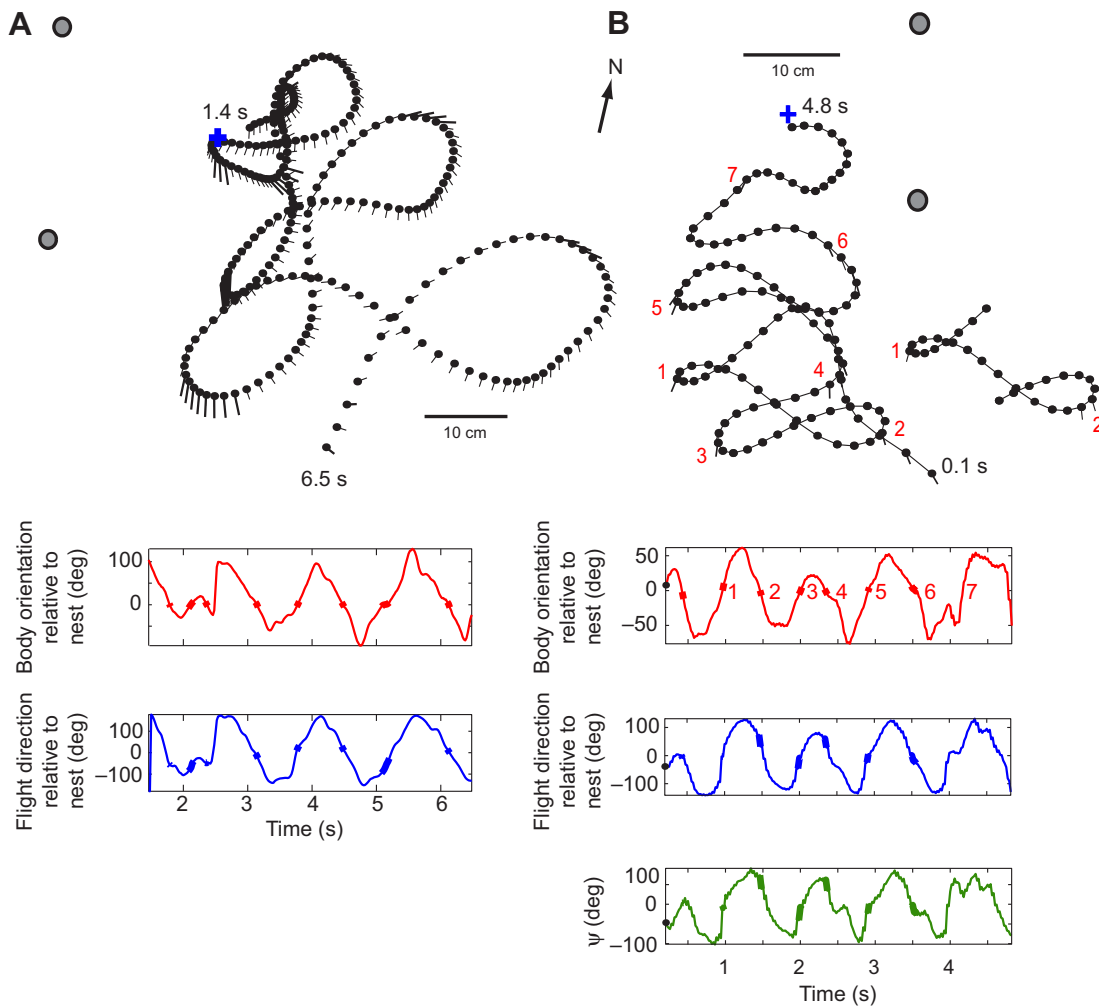 A
B
N
10 cm
1.4 s
4.8 s
7
6
5
1
4
1
2
3
2
10 cm
6.5 s
0.1 s
Body orientation
relative to
nest (deg)
100
0
Body orientation
relative to
nest (deg)
50
0
−50
1
2
3
4
5
6
7
Flight direction
relative to
nest (deg)
100
0
−100
2
3
4
5
6
Time (s)
Flight direction
relative to
nest (deg)
100
0
−100
ψ (deg)
100
0
−100
1
2
3
4
Time (s)